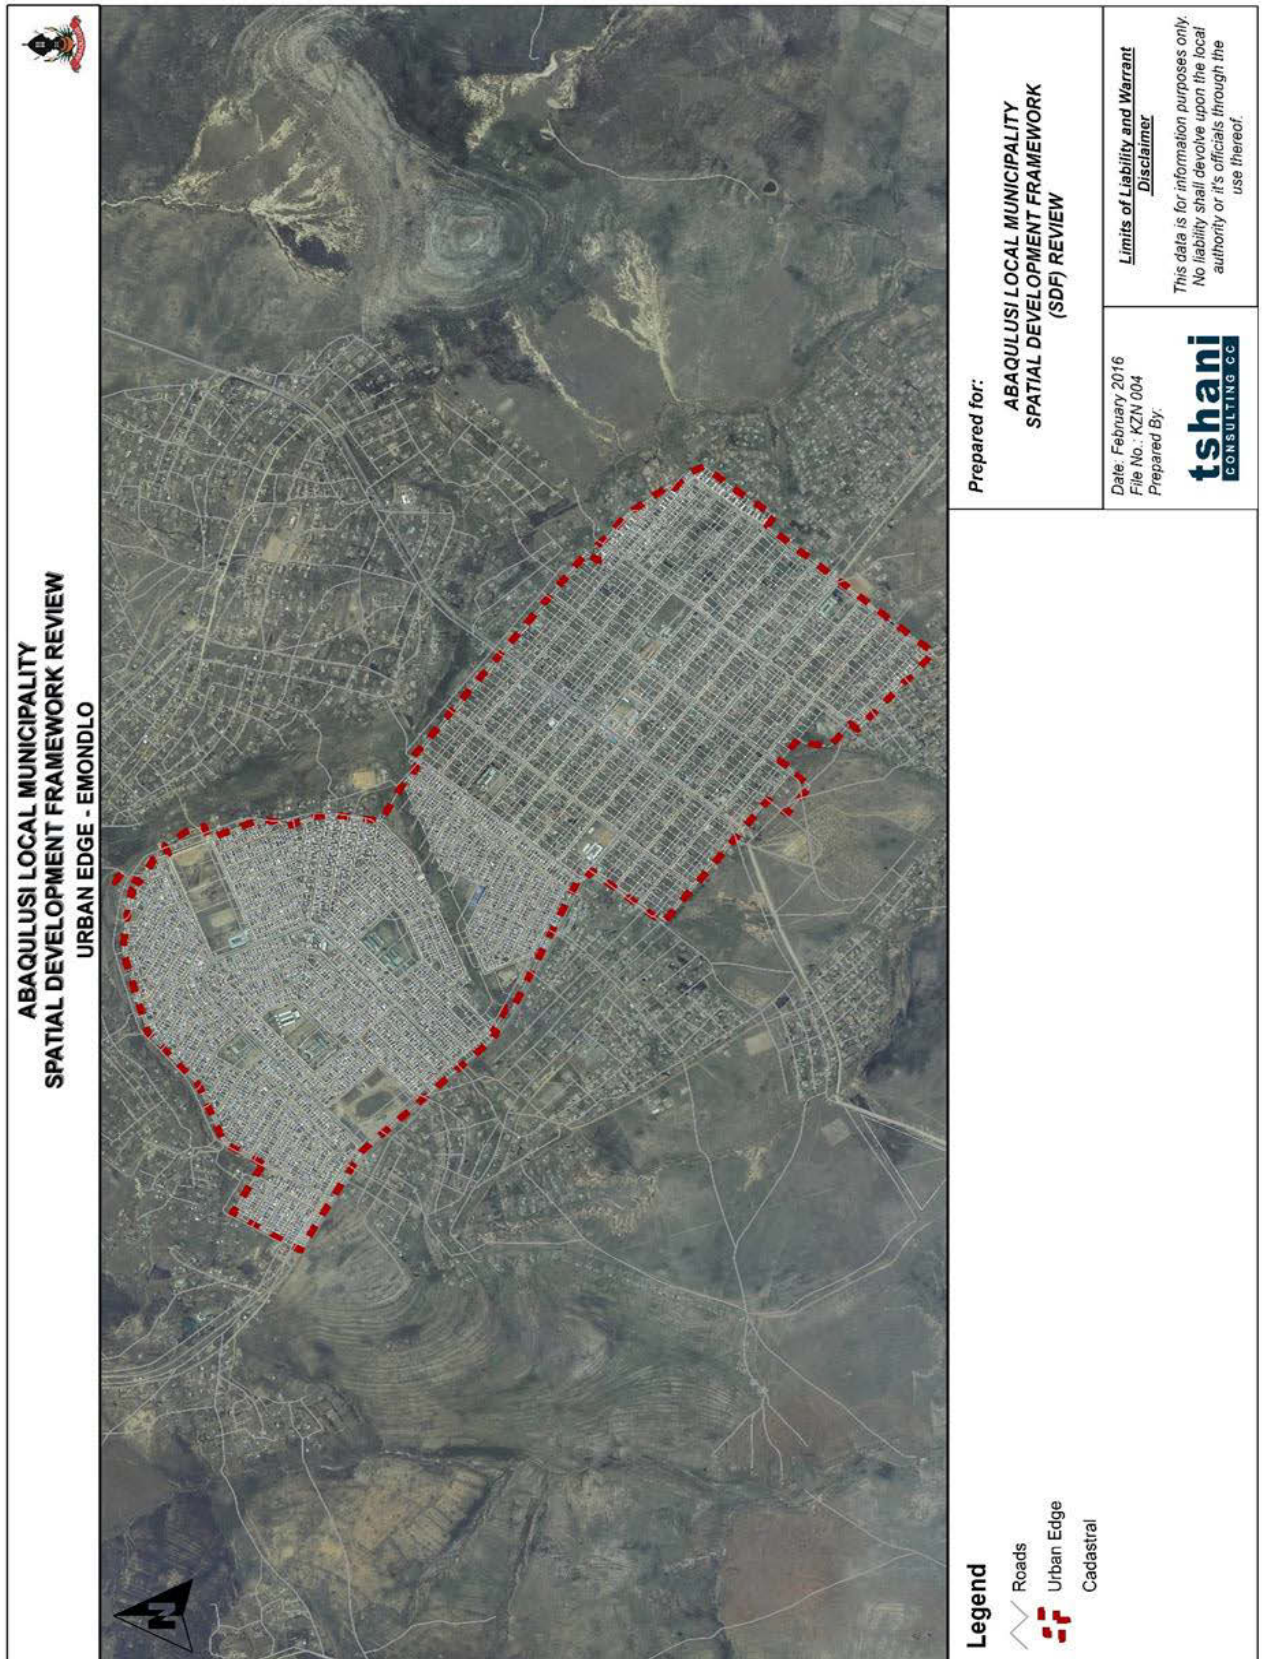 ABAQULUSI LOCAL MUNICIPALITY
SPATIAL DEVELOPMENT FRAMEWORK REVIEW
URBAN EDGE - EMONDLO
N
Legend
Roads
Urban Edge
Cadastral
Prepared for:
ABAQULUSI LOCAL MUNICIPALITY
SPATIAL DEVELOPMENT FRAMEWORK
(SDF) REVIEW
Date: February 2016
File No.: KZN 004
Prepared By:
tshani
CONSULTING CC
Limits of Liability and Warrant
Disclaimer
This data is for information purposes only.
No liability shall devolve upon the local
authority or it's officials through the
use thereof.